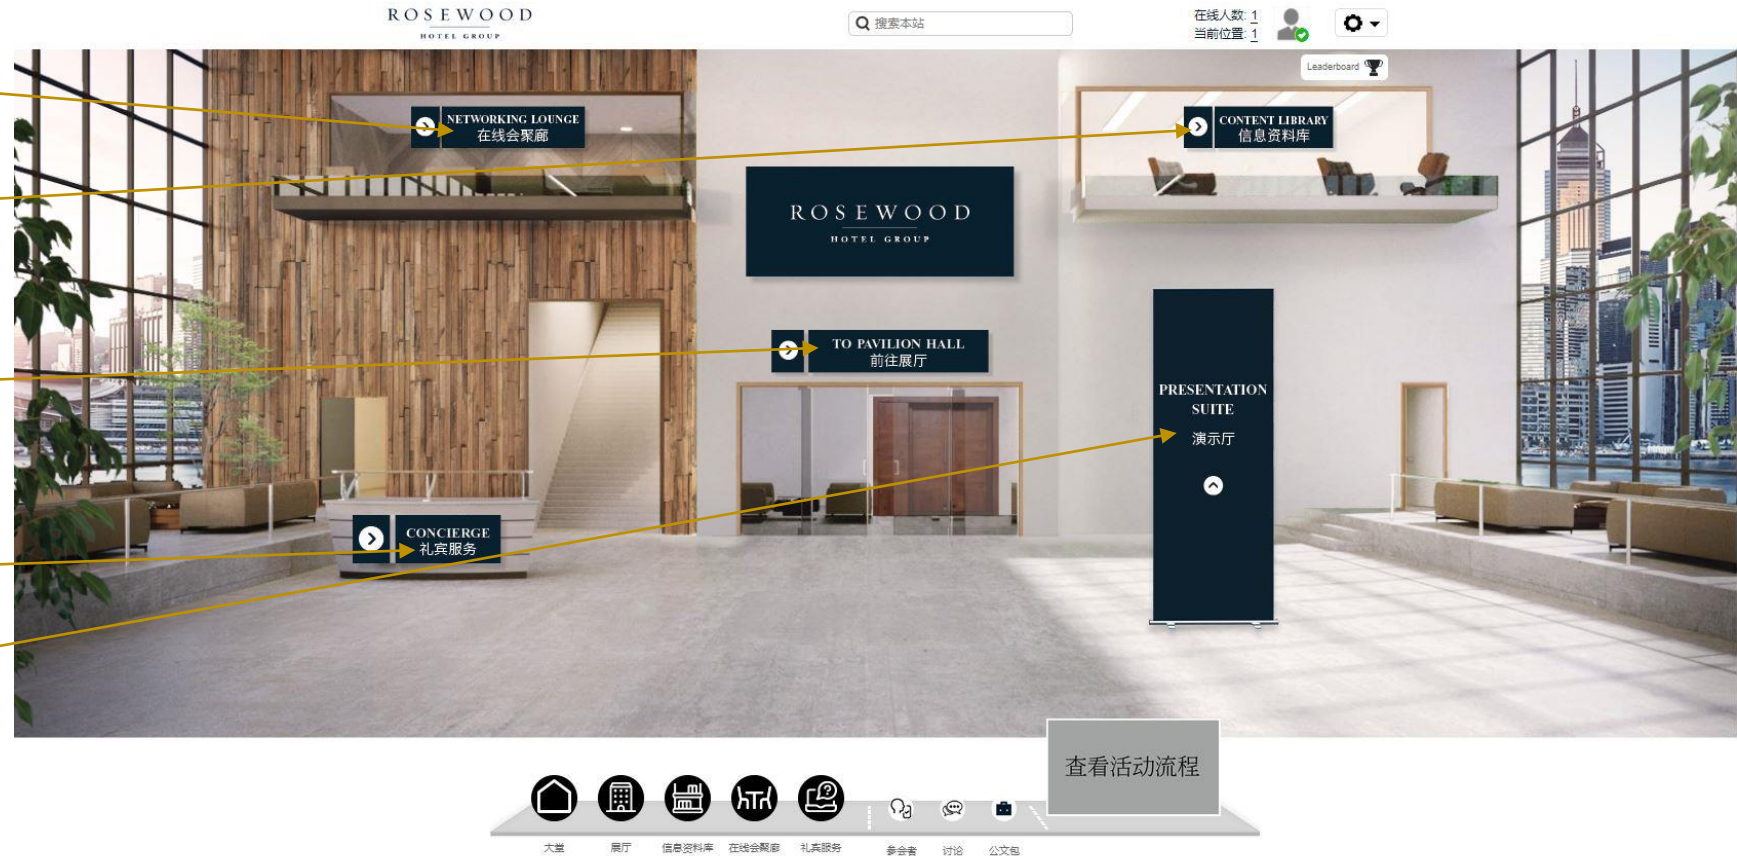 ROSEWOOD
HOTEL GROUP
搜索本站
在线人数: 1
当前位置: 1
Leaderboard
NETWORKING LOUNGE
在线会聚廊
CONTENT LIBRARY
信息资料库
ROSEWOOD
HOTEL GROUP
TO PAVILION HALL
前往展厅
PRESENTATION
SUITE
演示厅
CONCIERGE
礼宾服务
查看活动流程
大堂
展厅
信息资料库
在线会聚廊
礼宾服务
参会者
讨论
公文包